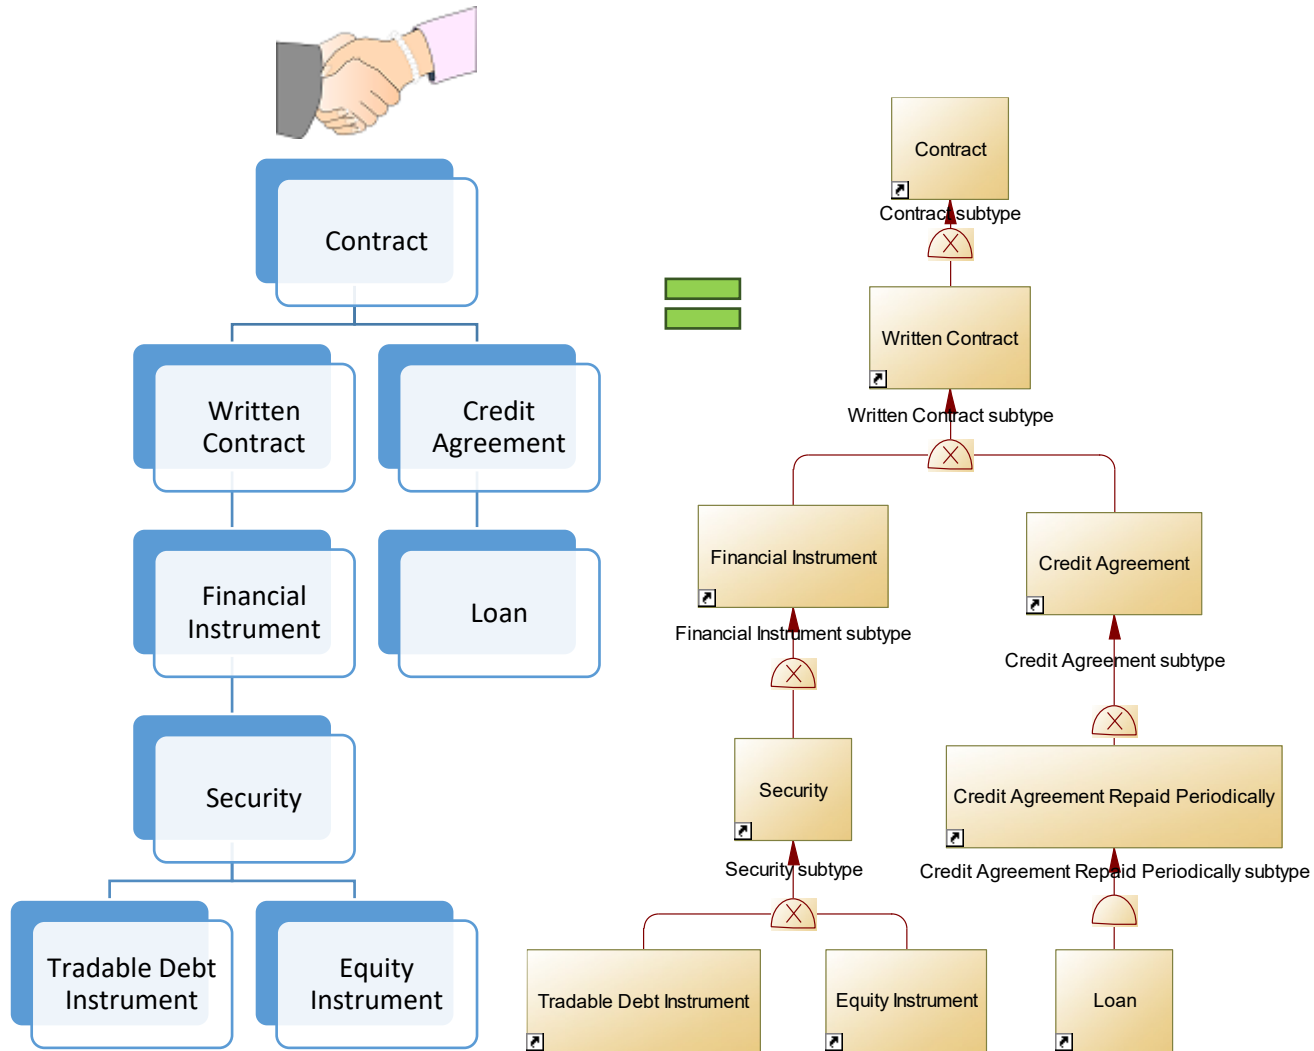 Contract
Written
Contract
Credit
Agreement
Financial
Instrument
Loan
Security
Tradable Debt
Instrument
Equity
Instrument
Contract
Contract subtype
Written Contract
Written Contract subtype
Financial Instrument
Credit Agreement
Financial Instrument subtype
Credit Agreement subtype
Security
Credit Agreement Repaid Periodically
Security subtype
Credit Agreement Repaid Periodically subtype
Tradable Debt Instrument
Equity Instrument
Loan